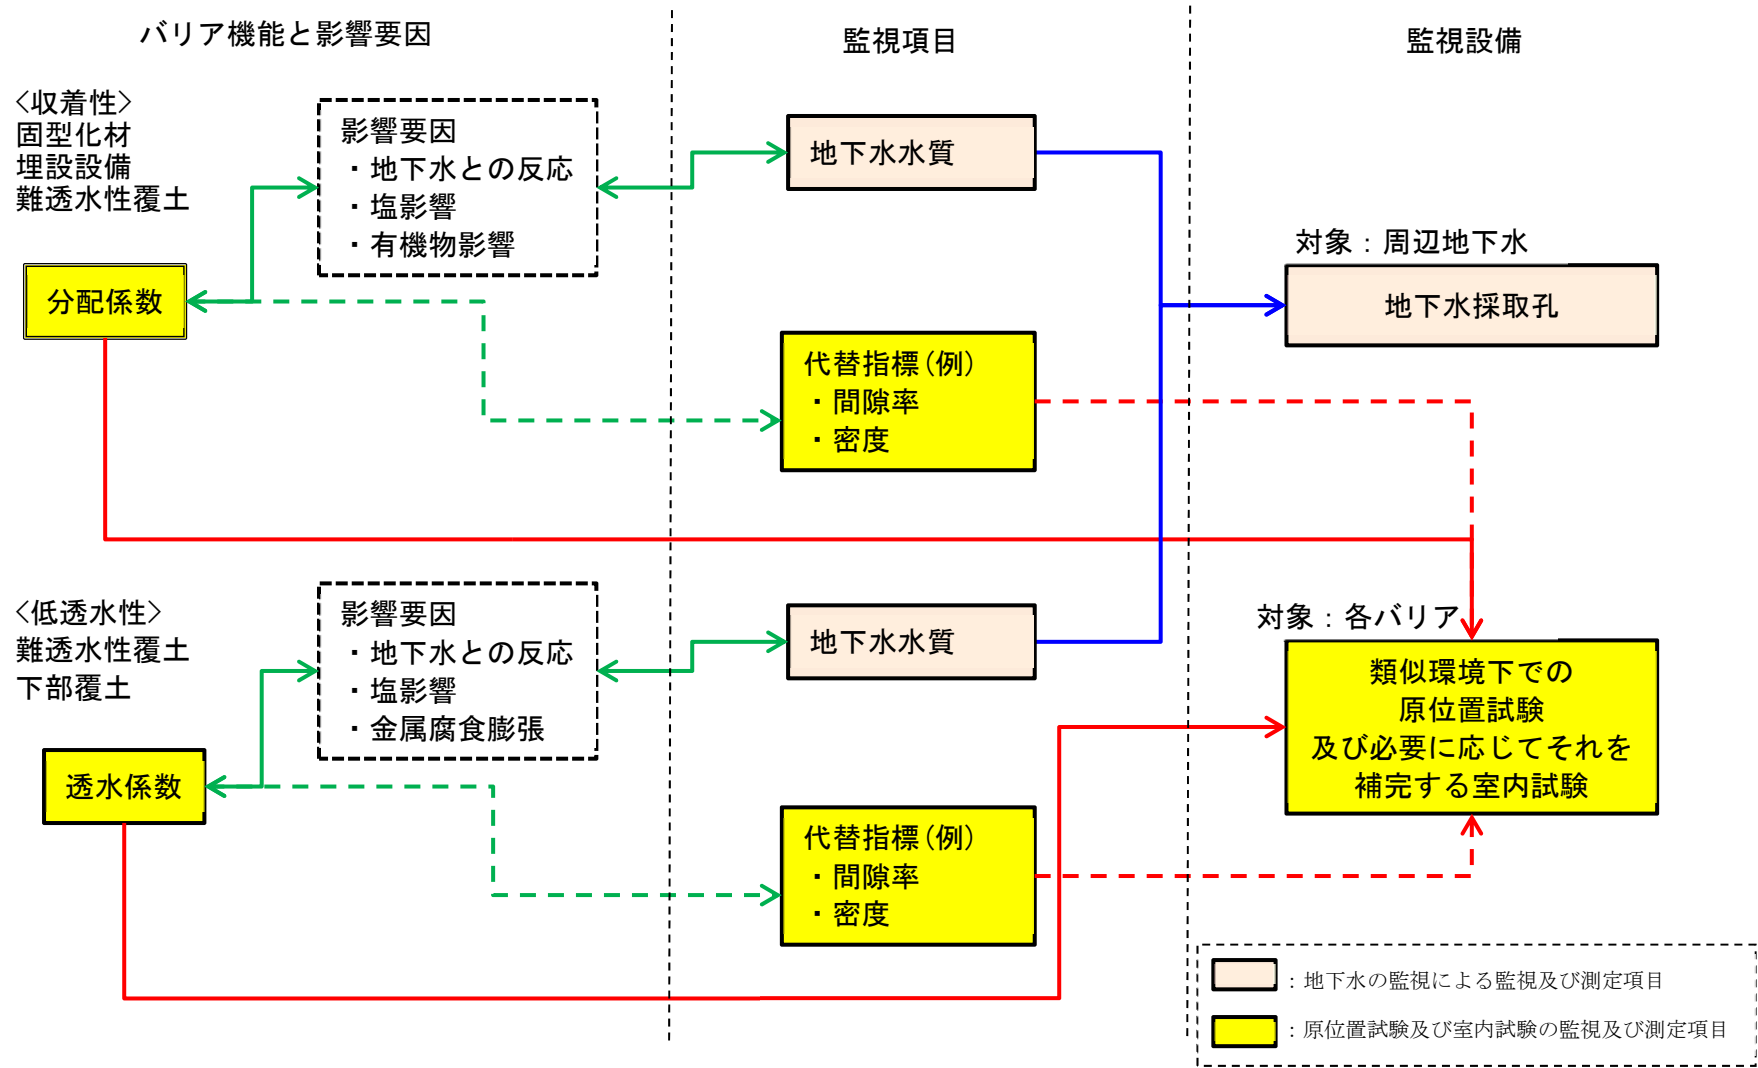 バリア機能と影響要因
監視項目
監視設備
<収着性>
固型化材
埋設設備
難透水性覆土
影響要因
・地下水との反応
・塩影響
・有機物影響
地下水水質
対象：周辺地下水
分配係数
地下水採取孔
代替指標(例)
・間隙率
・密度
<低透水性>
難透水性覆土
下部覆土
影響要因
・地下水との反応
・塩影響
・金属腐食膨張
地下水水質
対象：各バリア
類似環境下での
原位置試験
及び必要に応じてそれを
補完する室内試験
透水係数
代替指標(例)
・間隙率
・密度
：地下水の監視による監視及び測定項目
：原位置試験及び室内試験の監視及び測定項目